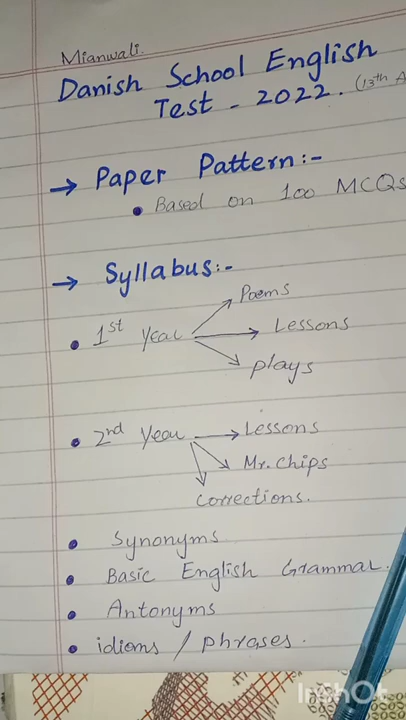 Mianwali.
Danish School English
Test - 2022. (13th A
→ Paper Pattern:-
• Based on 100 MCQs
→ Syllabus:-
Poems
• 1st Year → Lessons
plays
• 2nd Year → Lessons
Mr. Chips
Corrections.
• Synonyms
• Basic English Grammar.
• Antonyms
• idioms / phrases.
InShot